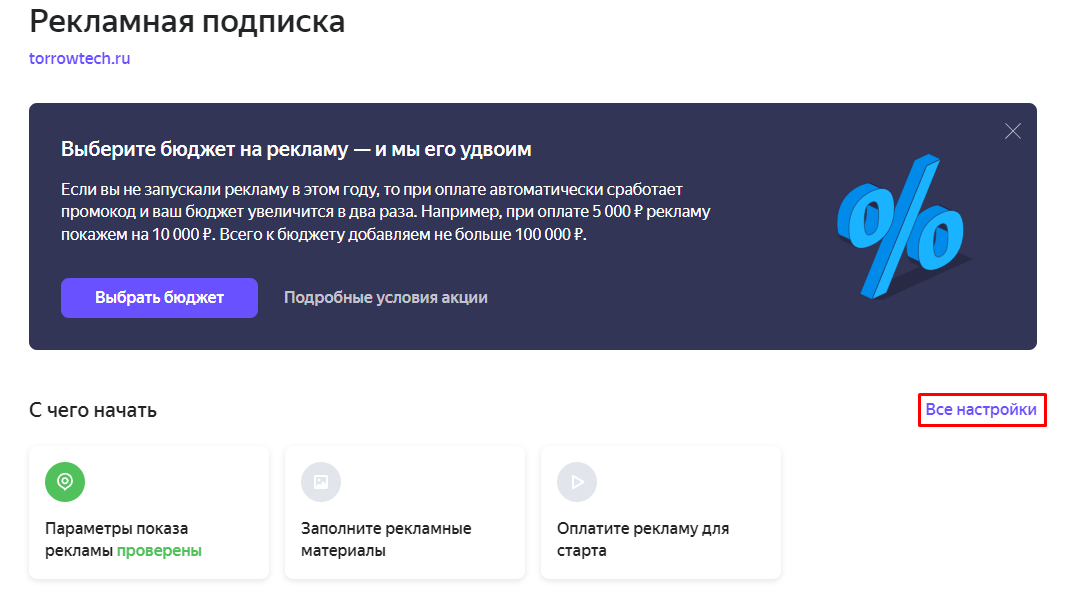 Рекламная подписка
torrowtech.ru
Выберите бюджет на рекламу — и мы его удвоим
Если вы не запускали рекламу в этом году, то при оплате автоматически сработает
промокод и ваш бюджет увеличится в два раза. Например, при оплате 5 000 ₽ рекламу
покажем на 10 000 ₽. Всего к бюджету добавляем не больше 100 000 ₽.
Выбрать бюджет
Подробные условия акции
С чего начать
Все настройки
Параметры показа
рекламы проверены
Заполните рекламные
материалы
Оплатите рекламу для
старта